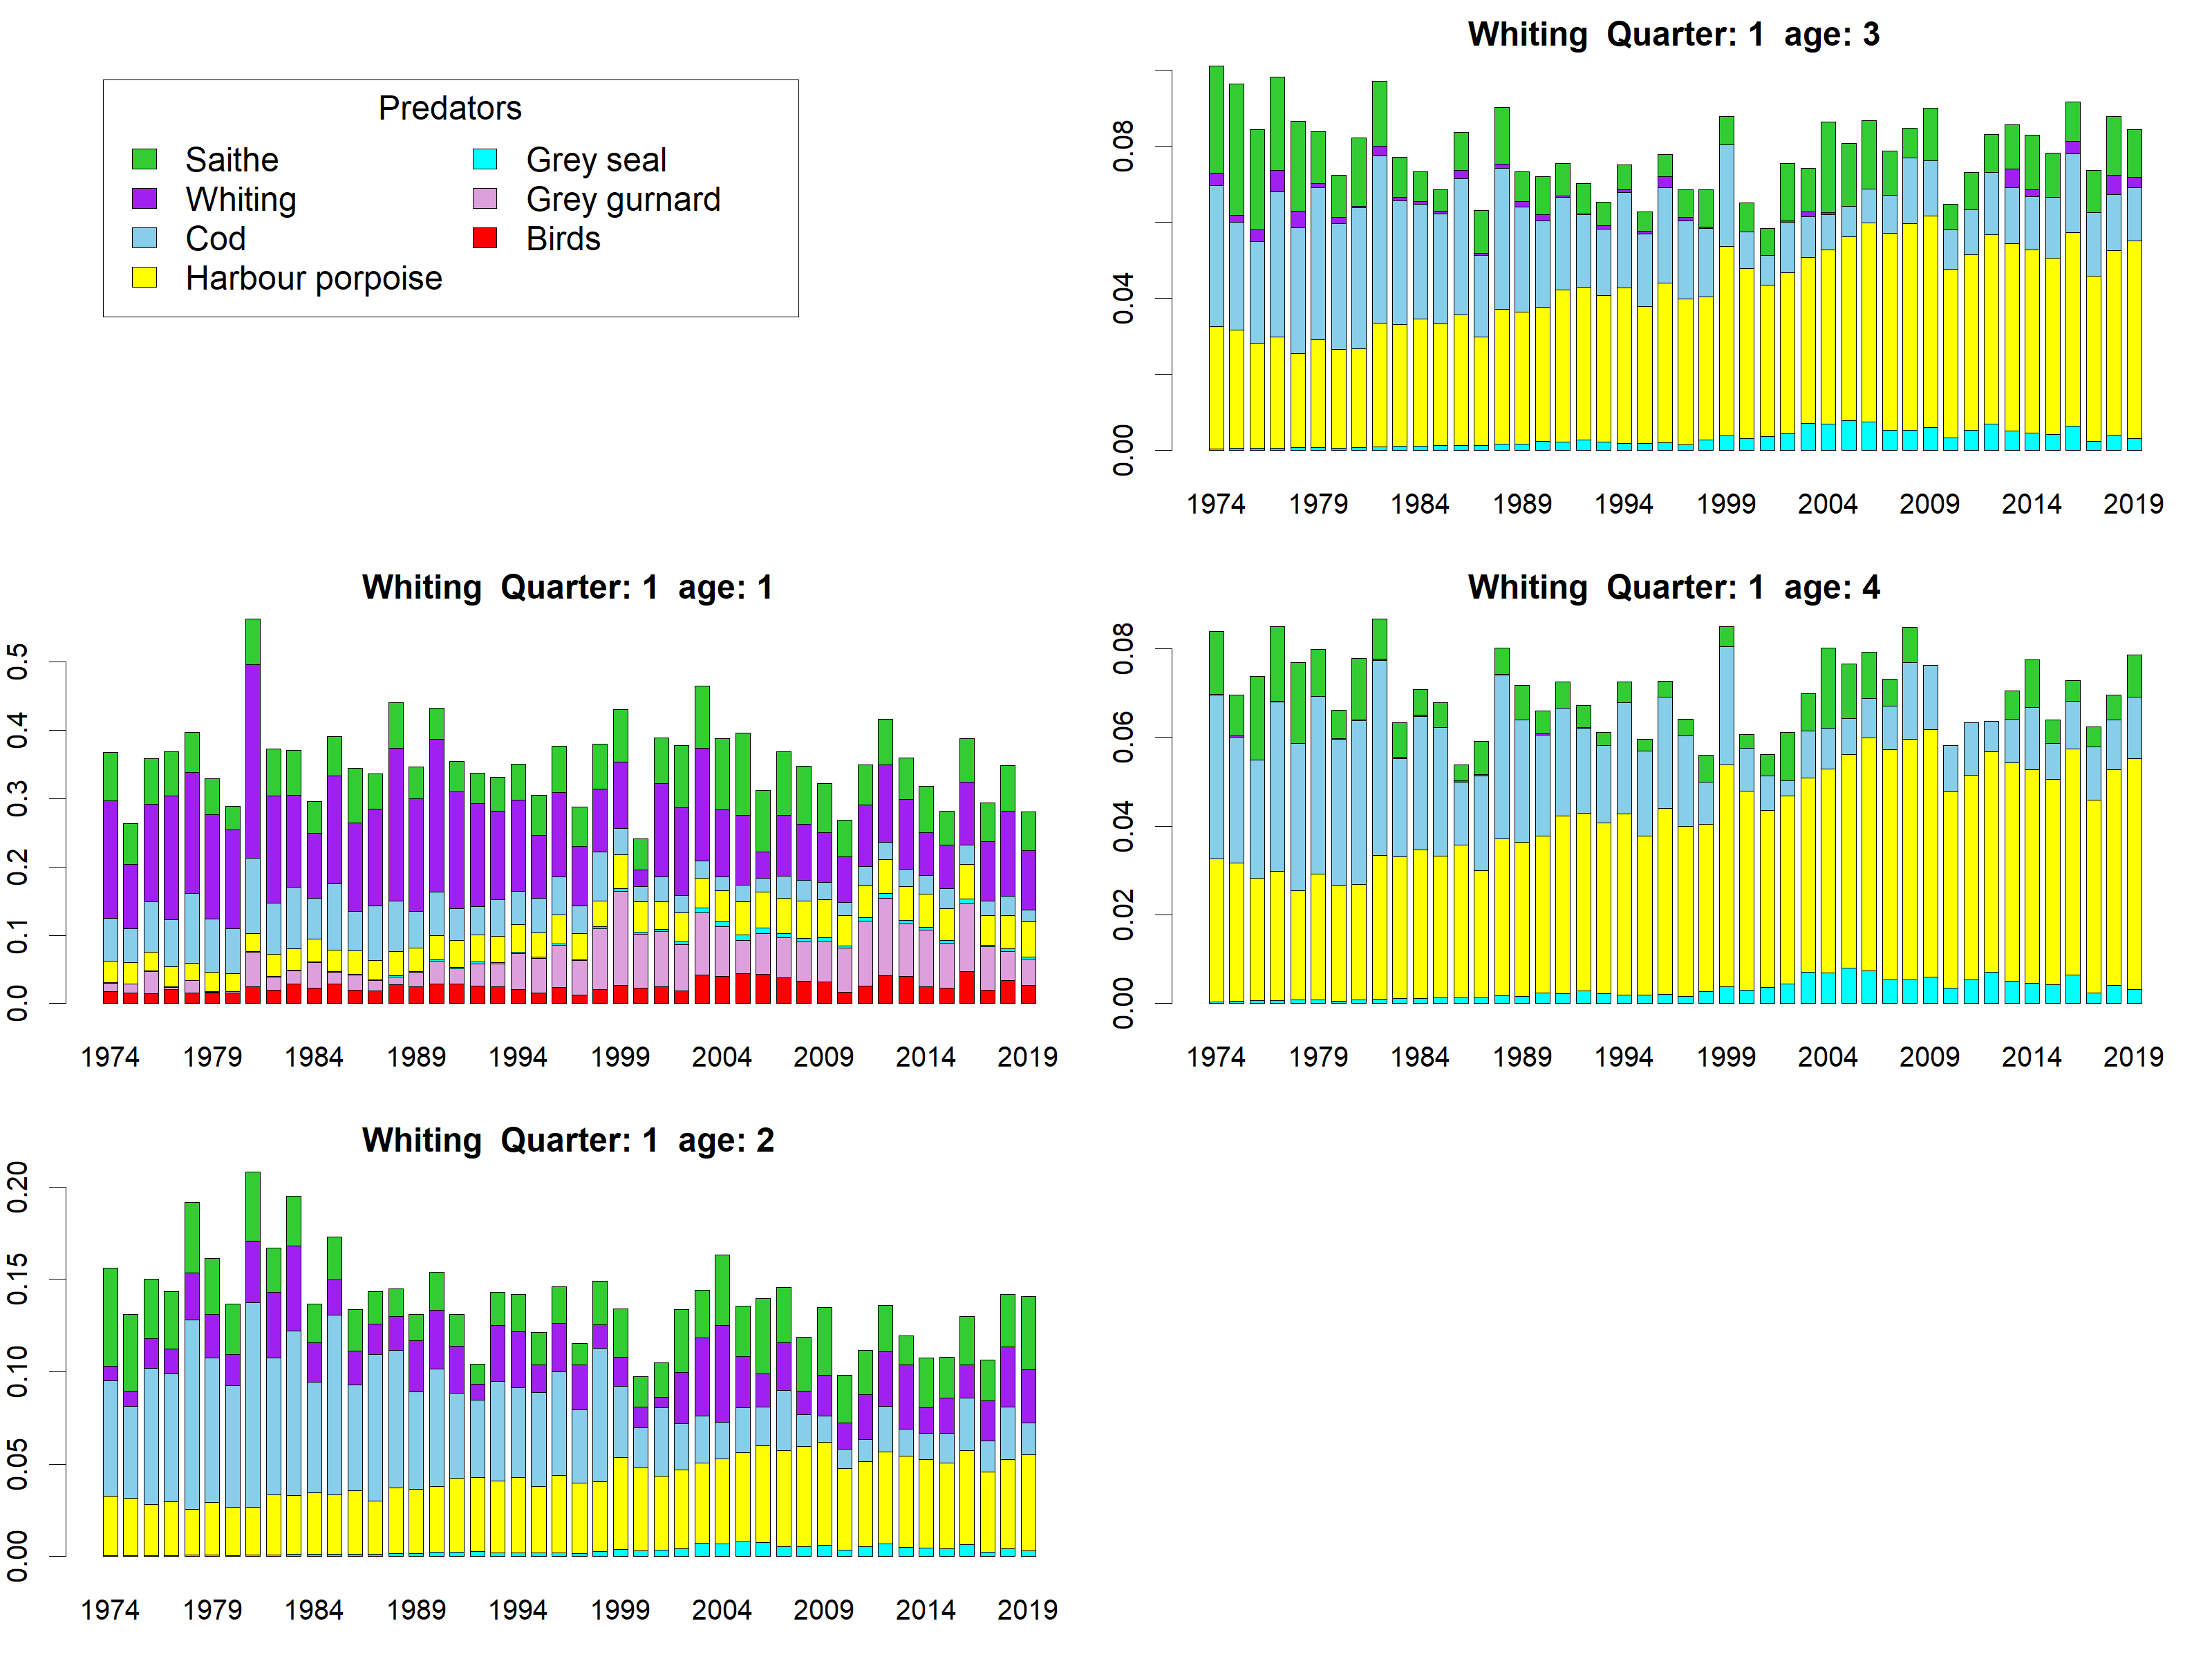 Predators
Saithe
Whiting
Cod
Harbour porpoise
Grey seal
Grey gurnard
Birds
Whiting Quarter: 1 age: 3
0.08
0.04
0.00
1974 1979 1984 1989 1994 1999 2004 2009 2014 2019
Whiting Quarter: 1 age: 1
0.5
0.4
0.3
0.2
0.1
0.0
1974 1979 1984 1989 1994 1999 2004 2009 2014 2019
Whiting Quarter: 1 age: 4
0.08
0.06
0.04
0.02
0.00
1974 1979 1984 1989 1994 1999 2004 2009 2014 2019
Whiting Quarter: 1 age: 2
0.20
0.15
0.10
0.05
0.00
1974 1979 1984 1989 1994 1999 2004 2009 2014 2019